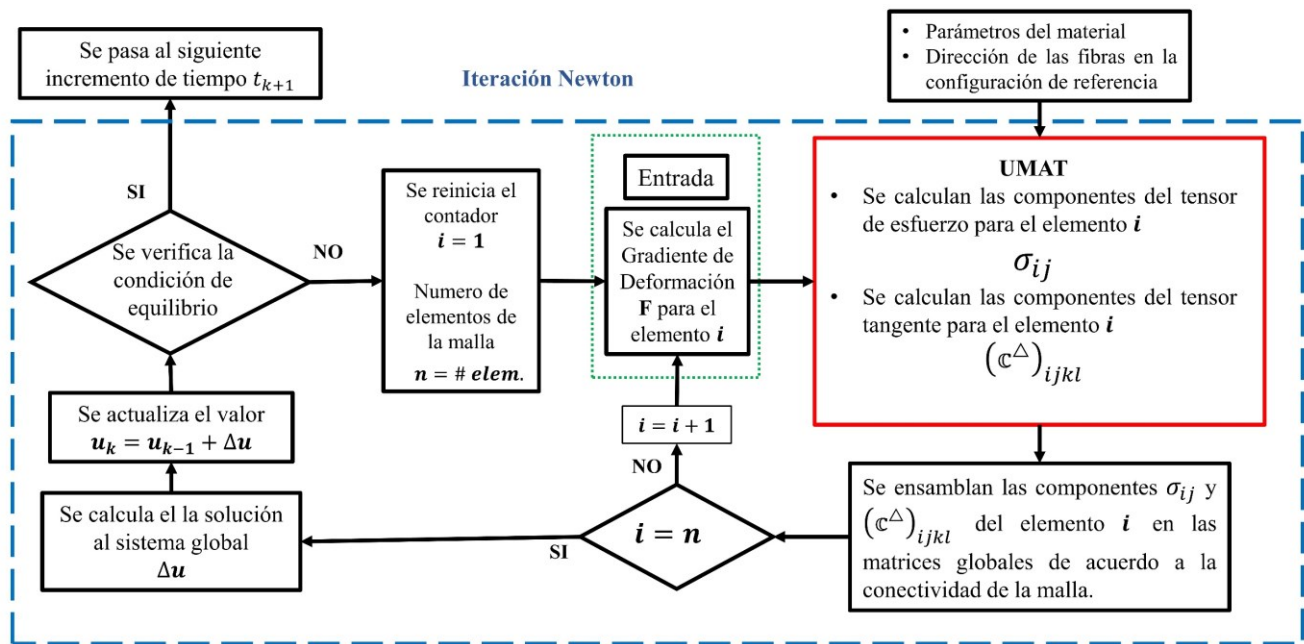 Se pasa al siguiente
incremento de tiempo t_{k+1}
Iteración Newton
• Parámetros del material
• Dirección de las fibras en la
configuración de referencia
SI
Se verifica la
condición de
equilibrio
NO
Se reinicia el
contador
i = 1
Numero de
elementos de
la malla
n = # elem.
Entrada
Se calcula el
Gradiente de
Deformación
F para el
elemento i
UMAT
• Se calculan las componentes del tensor
de esfuerzo para el elemento i
σ_{ij}
• Se calculan las componentes del tensor
tangente para el elemento i
(ℂ^△)_{ijkl}
Se actualiza el valor
u_k = u_{k-1} + Δu
Se calcula el la solución
al sistema global
Δu
i = i + 1
NO
i = n
SI
Se ensamblan las componentes σ_{ij} y
(ℂ^△)_{ijkl} del elemento i en las
matrices globales de acuerdo a la
conectividad de la malla.